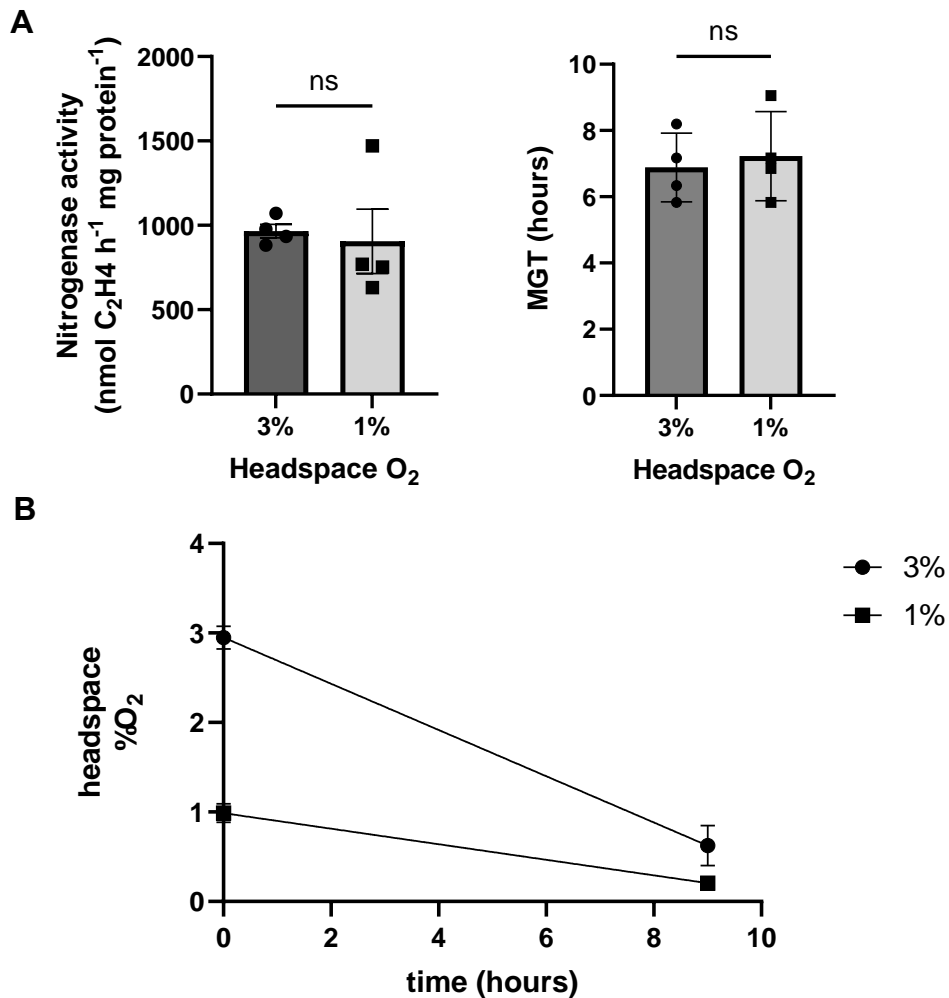 A
Nitrogenase activity
(nmol C₂H4 h⁻¹ mg protein⁻¹)
2000
1500
1000
500
0
ns
3%
1%
Headspace O₂
MGT (hours)
10
8
6
4
2
0
ns
3%
1%
Headspace O₂
B
headspace
%O₂
4
3
2
1
0
0
2
4
6
8
10
time (hours)
3%
1%